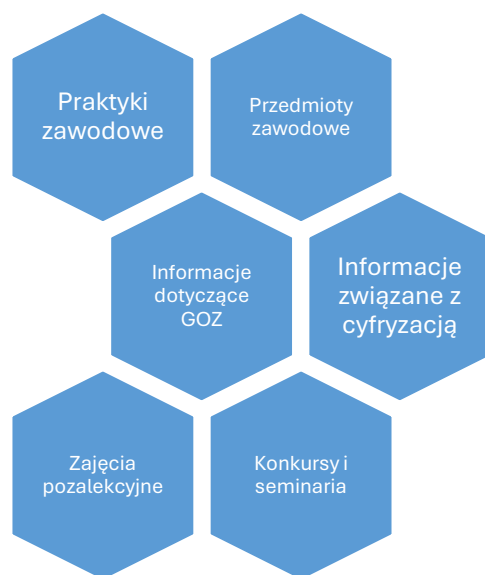 Praktyki
zawodowe
Przedmioty
zawodowe
Informacje
dotyczące
GOZ
Informacje
związane z
cyfryzacją
Zajęcia
pozalekcyjne
Konkursy i
seminaria